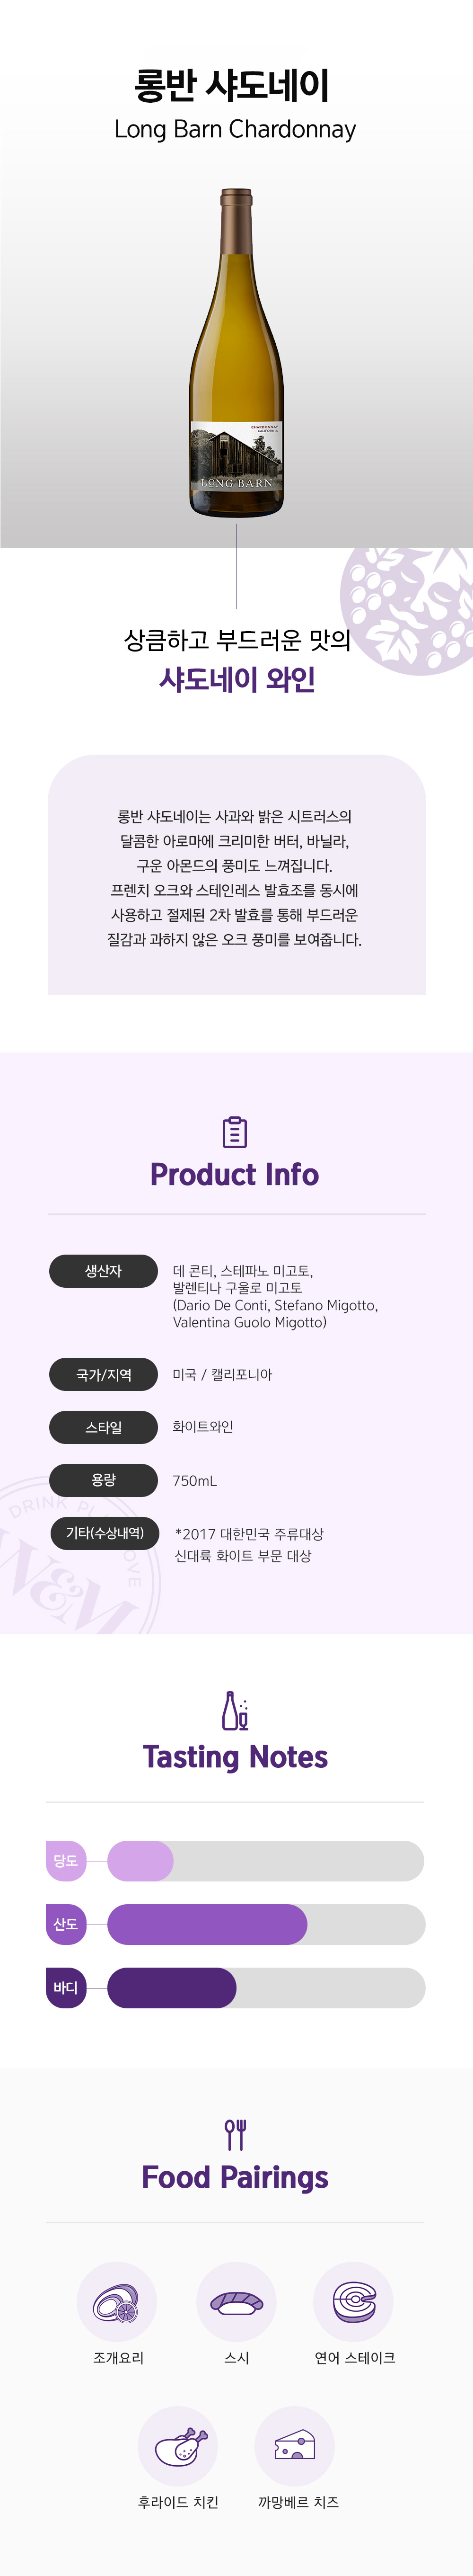 롱반 샤도네이
Long Barn Chardonnay
CHARDONNAY
CALIFORNIA
LONG BARN
상큼하고 부드러운 맛의
샤도네이 와인
롱반 샤도네이는 사과와 밝은 시트러스의
달콤한 아로마에 크리미한 버터, 바닐라,
구운 아몬드의 풍미도 느껴집니다.
프렌치 오크와 스테인레스 발효조를 동시에
사용하고 절제된 2차 발효를 통해 부드러운
질감과 과하지 않은 오크 풍미를 보여줍니다.
Product Info
생산자
데 콘티, 스테파노 미고토,
발렌티나 구울로 미고토
(Dario De Conti, Stefano Migotto,
Valentina Guolo Migotto)
국가/지역
미국 / 캘리포니아
스타일
화이트와인
용량
750mL
기타(수상내역)
*2017 대한민국 주류대상
신대륙 화이트 부문 대상
DRINK
W&M
Tasting Notes
당도
산도
바디
Food Pairings
조개요리
스시
연어 스테이크
후라이드 치킨
까망베르 치즈